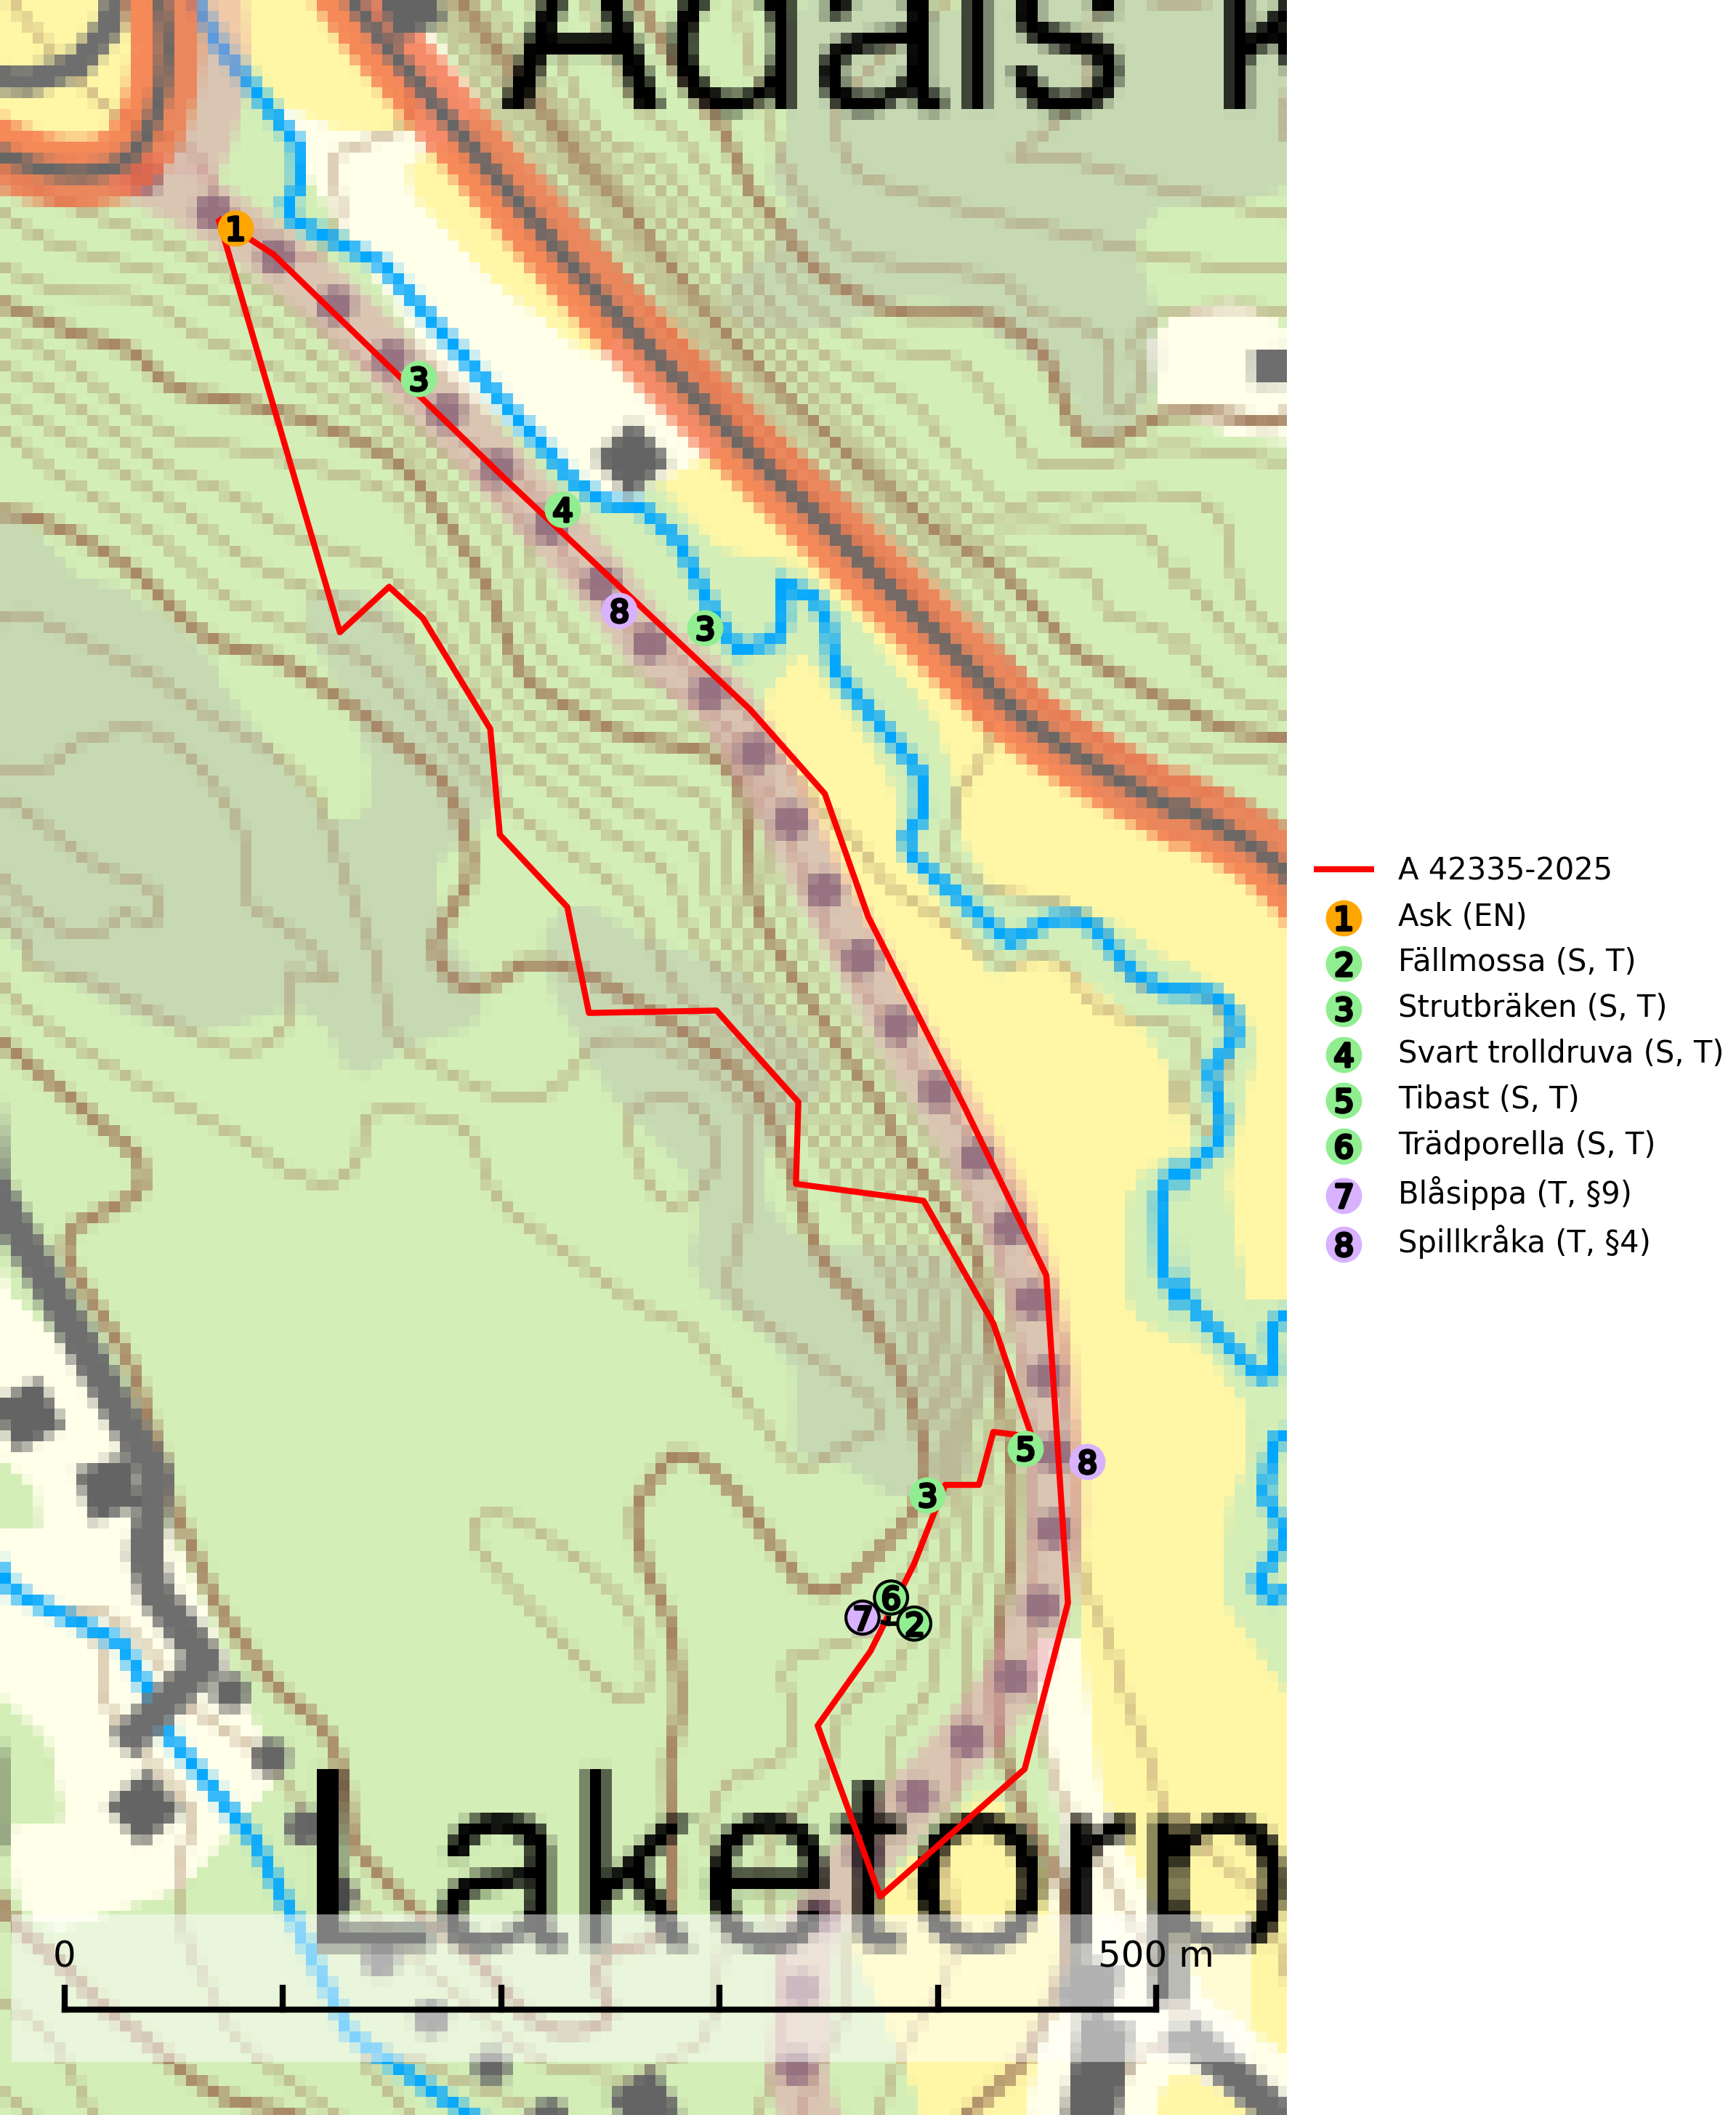 Ådals k
1
3
4
8
3
5
8
3
6
7
2
Laketorp
0
500 m
A 42335-2025
1 Ask (EN)
2 Fällmossa (S, T)
3 Strutbräken (S, T)
4 Svart trolldruva (S, T)
5 Tibast (S, T)
6 Trädporella (S, T)
7 Blåsippa (T, §9)
8 Spillkråka (T, §4)